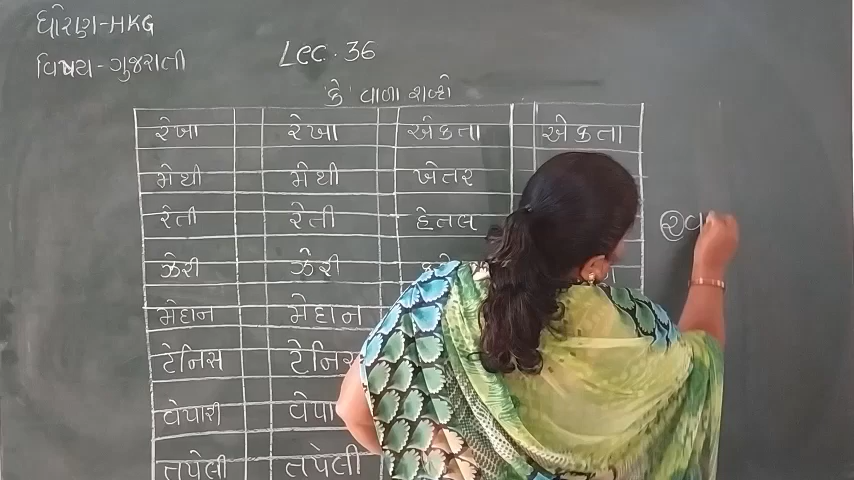 ધોરણ-HKG
વિષય-ગુજરાતી
Lec. 36
'કે' વાળા શબ્દો
રેખા રેખા એકતા એકતા
મેથી મેથી ખેતર
રેતી રેતી હેતલ
ઝેરી ઝેરી
મેદાન મેદાન
ટેનિસ
વેપારી
તપેલી તપેલી